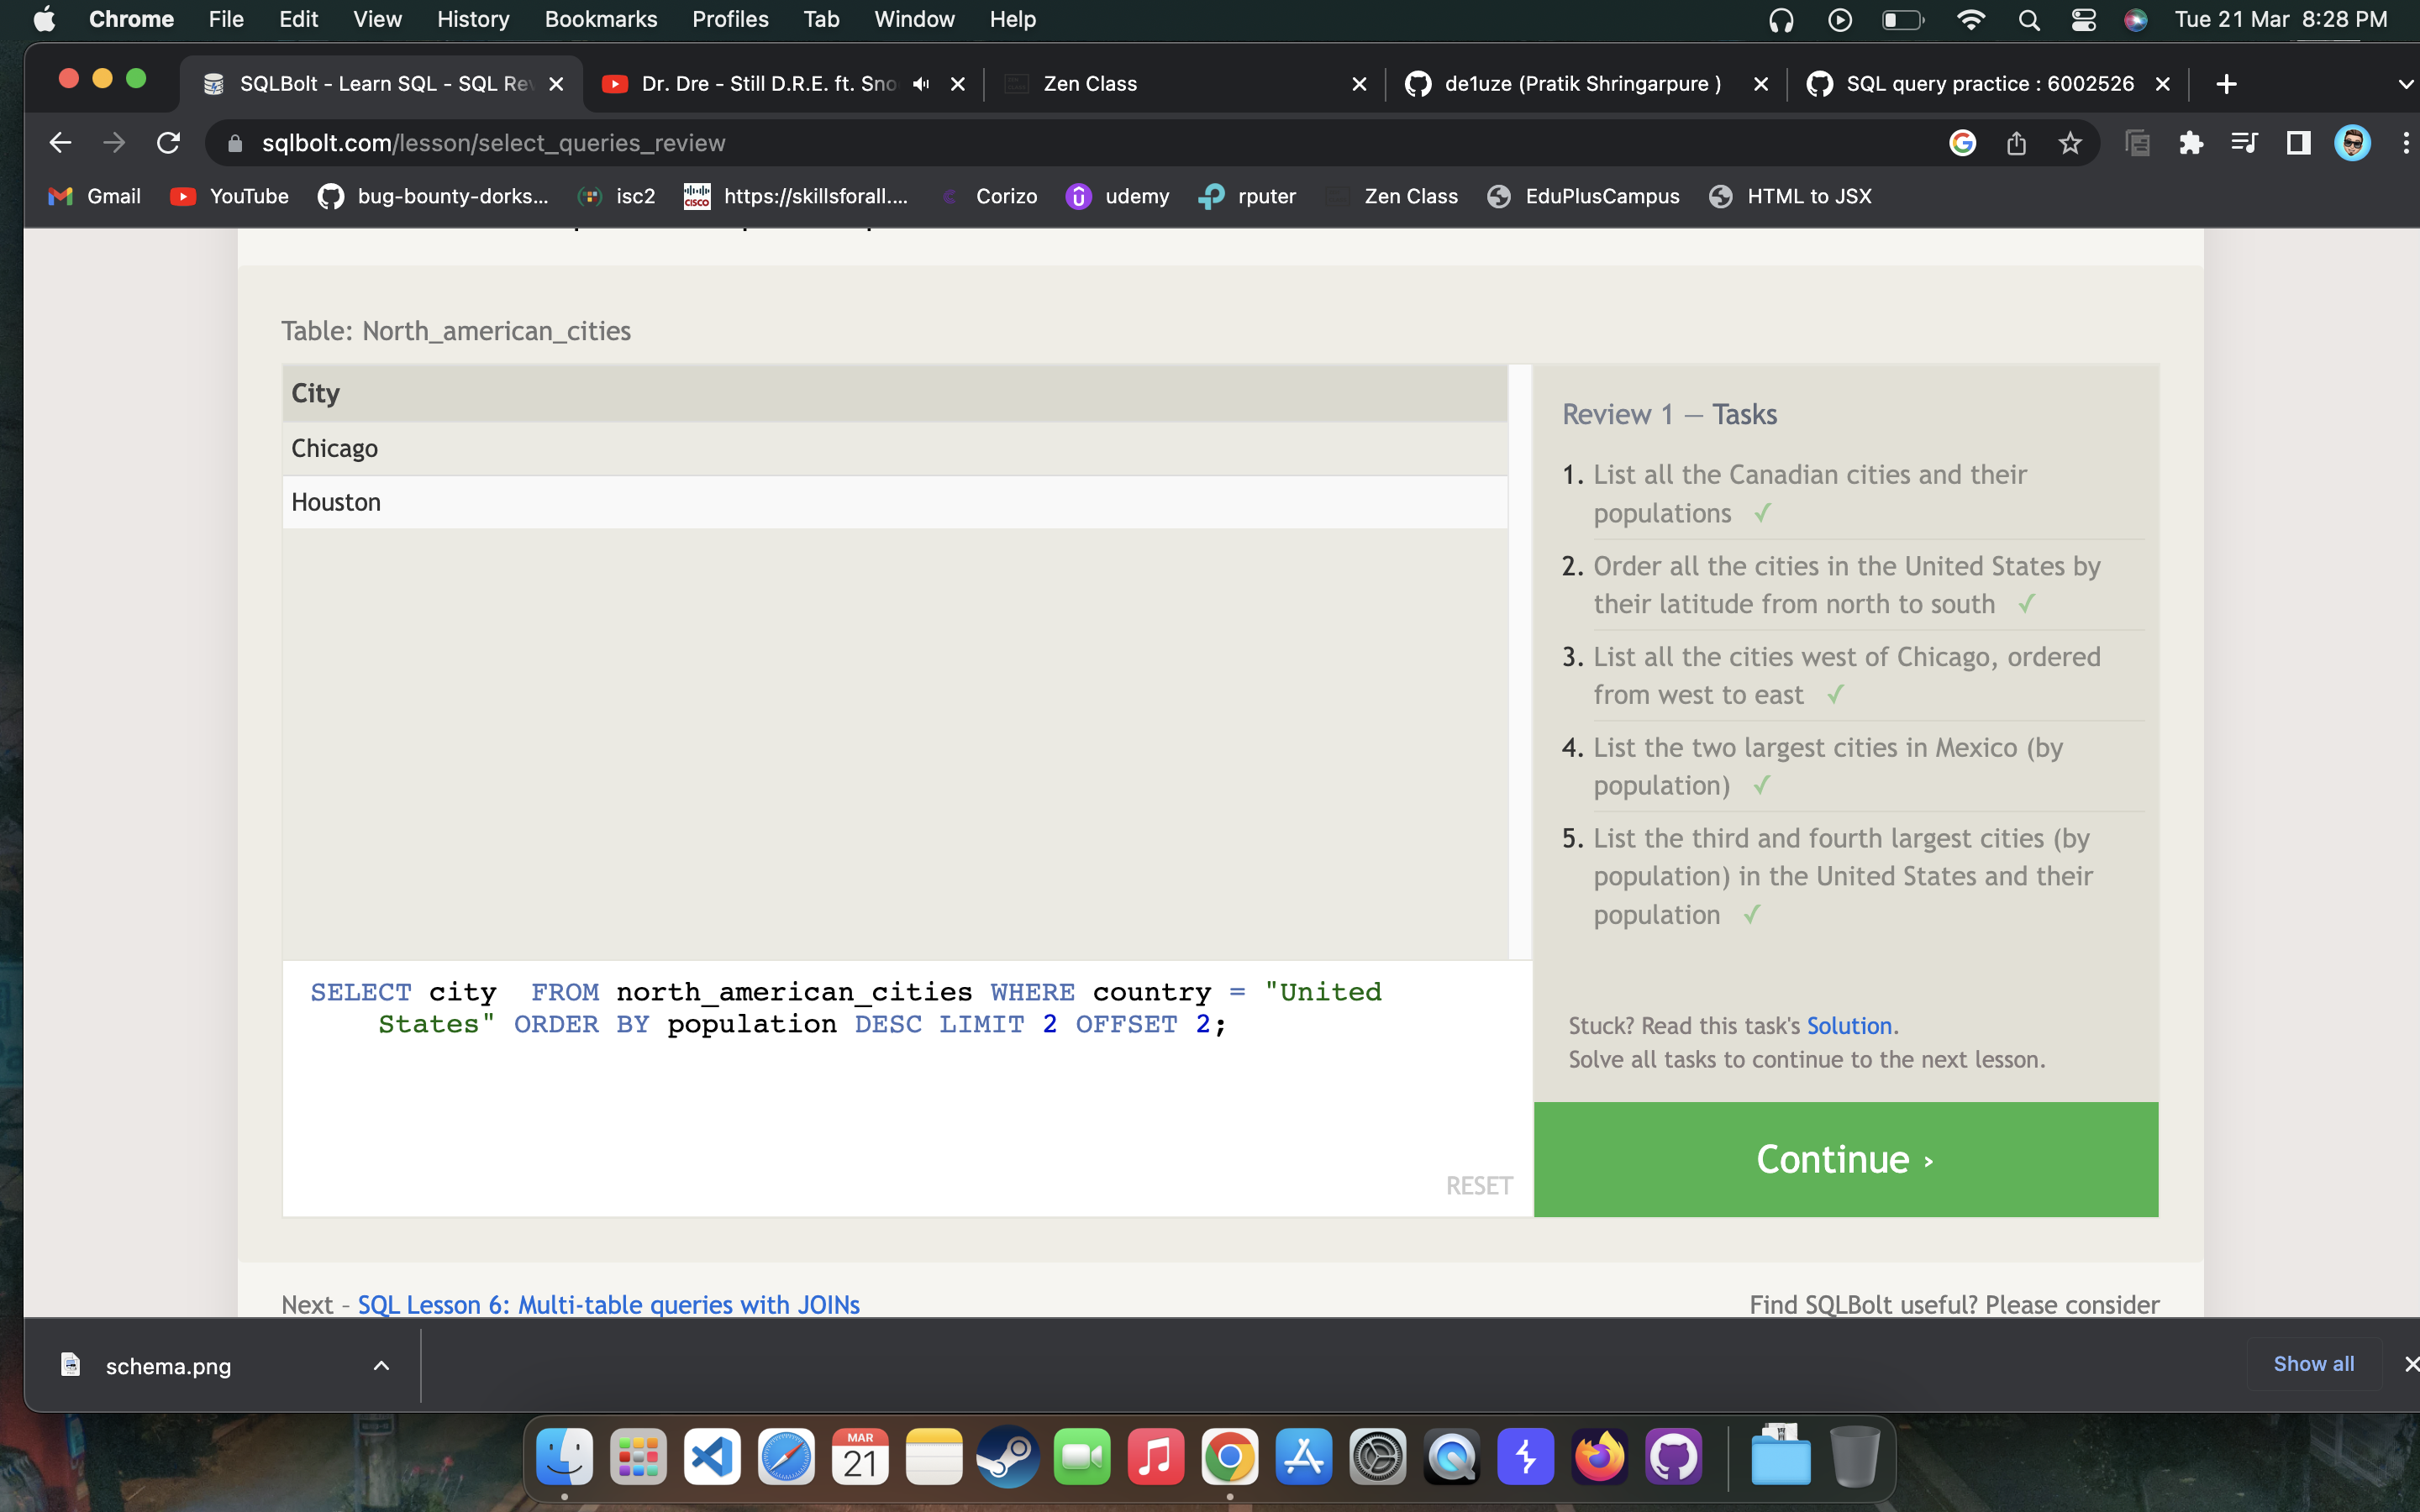 Chrome File Edit View History Bookmarks Profiles Tab Window Help Tue 21 Mar 8:28 PM
SQLBolt - Learn SQL - SQL Re Dr. Dre - Still D.R.E. ft. Sno Zen Class de1uze (Pratik Shringarpure ) SQL query practice : 6002526
sqlbolt.com/lesson/select_queries_review
Gmail YouTube bug-bounty-dorks... isc2 https://skillsforall.... Corizo udemy rputer Zen Class EduPlusCampus HTML to JSX
Table: North_american_cities
City
Chicago
Houston
Review 1 — Tasks
1. List all the Canadian cities and their
populations ✓
2. Order all the cities in the United States by
their latitude from north to south ✓
3. List all the cities west of Chicago, ordered
from west to east ✓
4. List the two largest cities in Mexico (by
population) ✓
5. List the third and fourth largest cities (by
population) in the United States and their
population ✓
SELECT city  FROM north_american_cities WHERE country = "United
States" ORDER BY population DESC LIMIT 2 OFFSET 2;
RESET
Stuck? Read this task's Solution.
Solve all tasks to continue to the next lesson.
Continue ›
Next – SQL Lesson 6: Multi-table queries with JOINs
Find SQLBolt useful? Please consider
schema.png
Show all
MAR
21